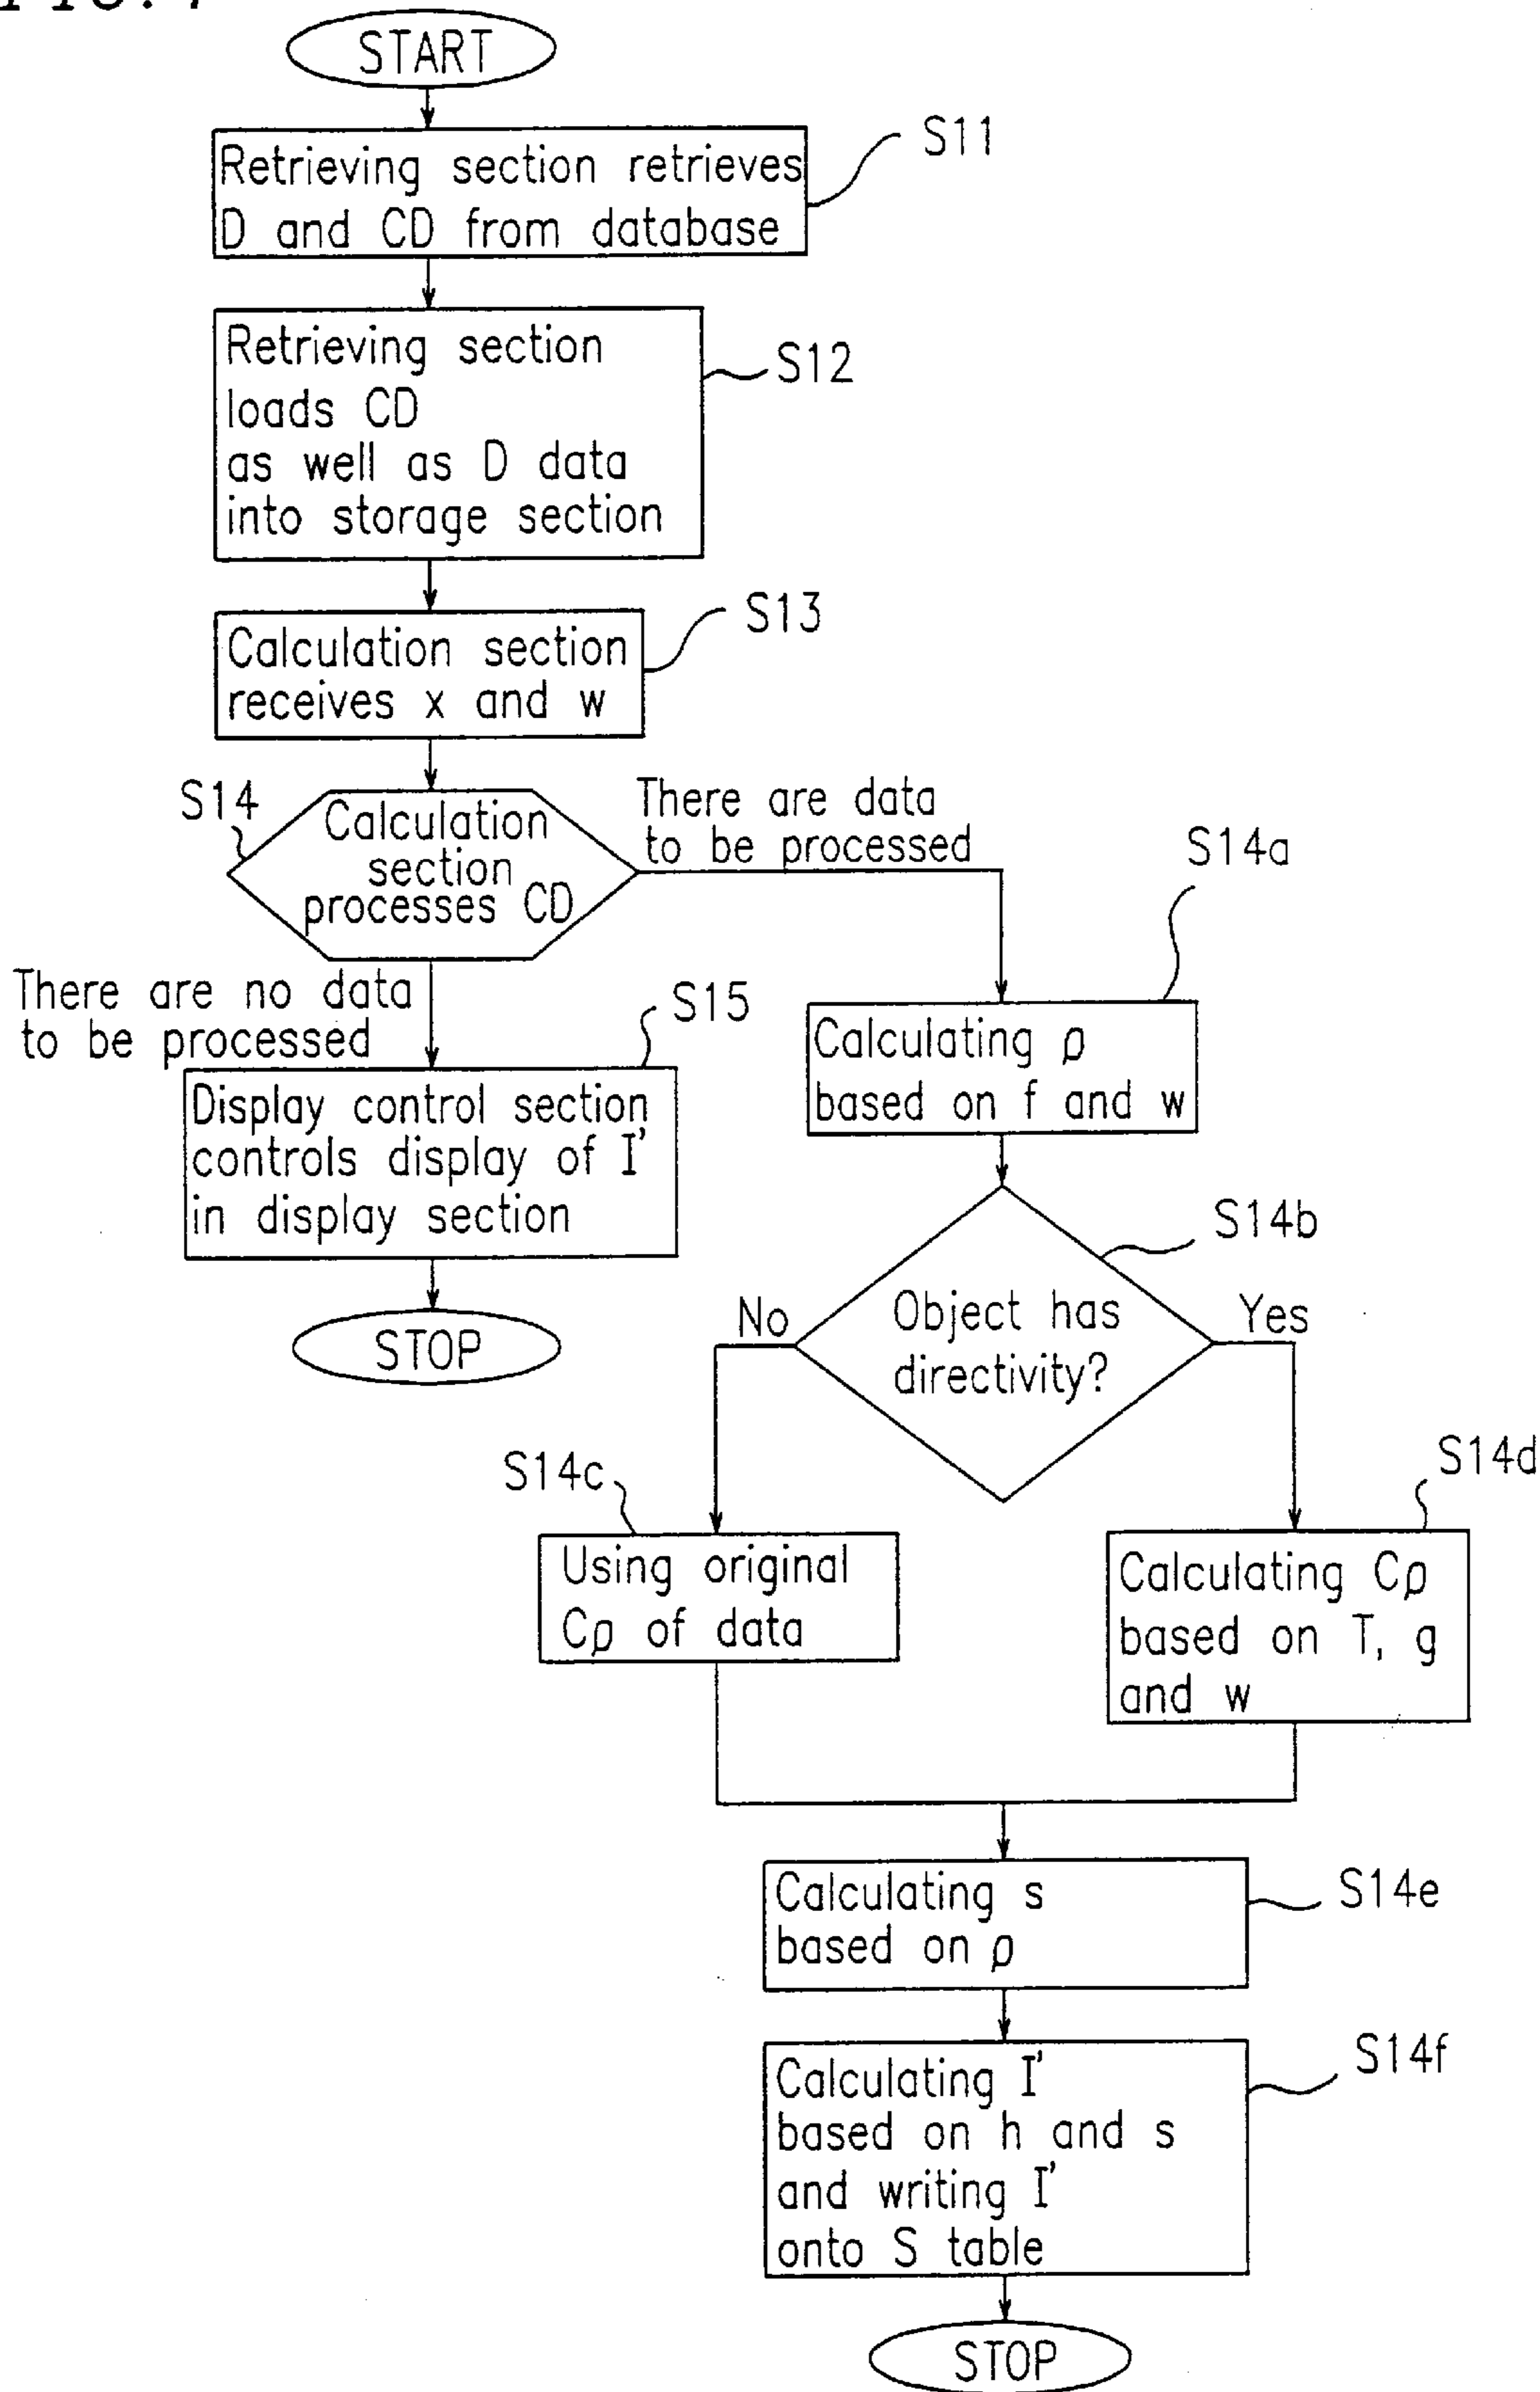 START
S11
Retrieving section retrieves
D and CD from database
S12
Retrieving section
loads CD
as well as D data
into storage section
S13
Calculation section
receives x and w
S14
Calculation
section
processes CD
There are data
to be processed
There are no data
to be processed
S15
Display control section
controls display of I'
in display section
STOP
S14a
Calculating ρ
based on f and w
S14b
Object has
directivity?
No
Yes
S14c
Using original
Cρ of data
S14d
Calculating Cρ
based on T, g
and w
S14e
Calculating s
based on ρ
S14f
Calculating I'
based on h and s
and writing I'
onto S table
STOP